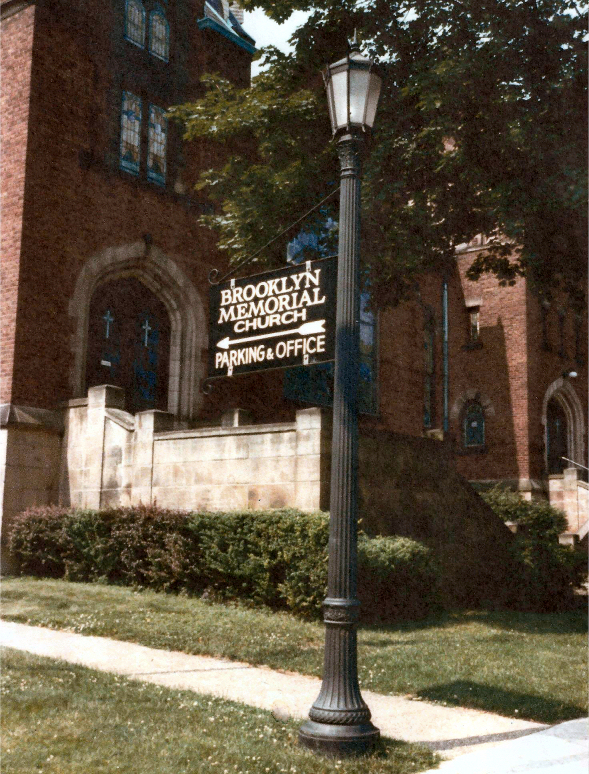 BROOKLYN
MEMORIAL
CHURCH
PARKING & OFFICE